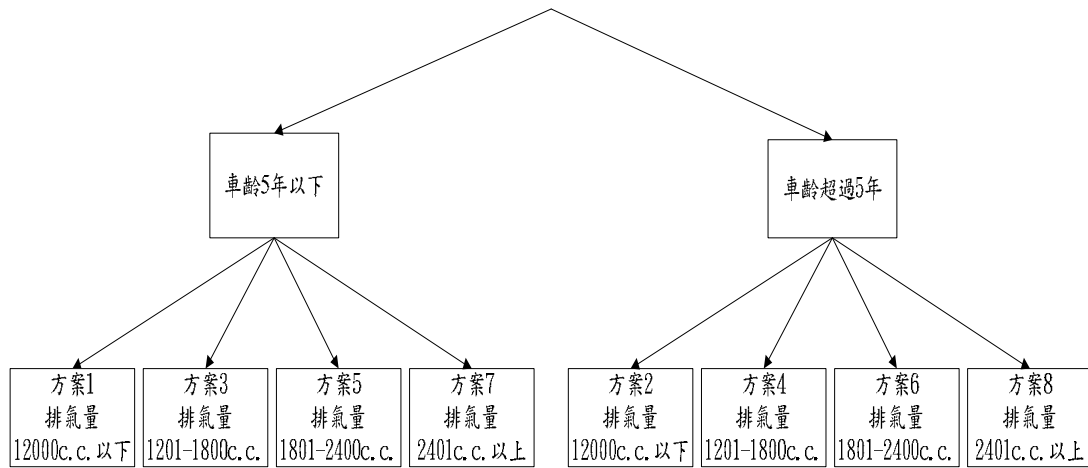 車齡5年以下
車齡超過5年
方案1
排氣量
12000c.c.以下
方案3
排氣量
1201-1800c.c.
方案5
排氣量
1801-2400c.c.
方案7
排氣量
2401c.c.以上
方案2
排氣量
12000c.c.以下
方案4
排氣量
1201-1800c.c.
方案6
排氣量
1801-2400c.c.
方案8
排氣量
2401c.c.以上